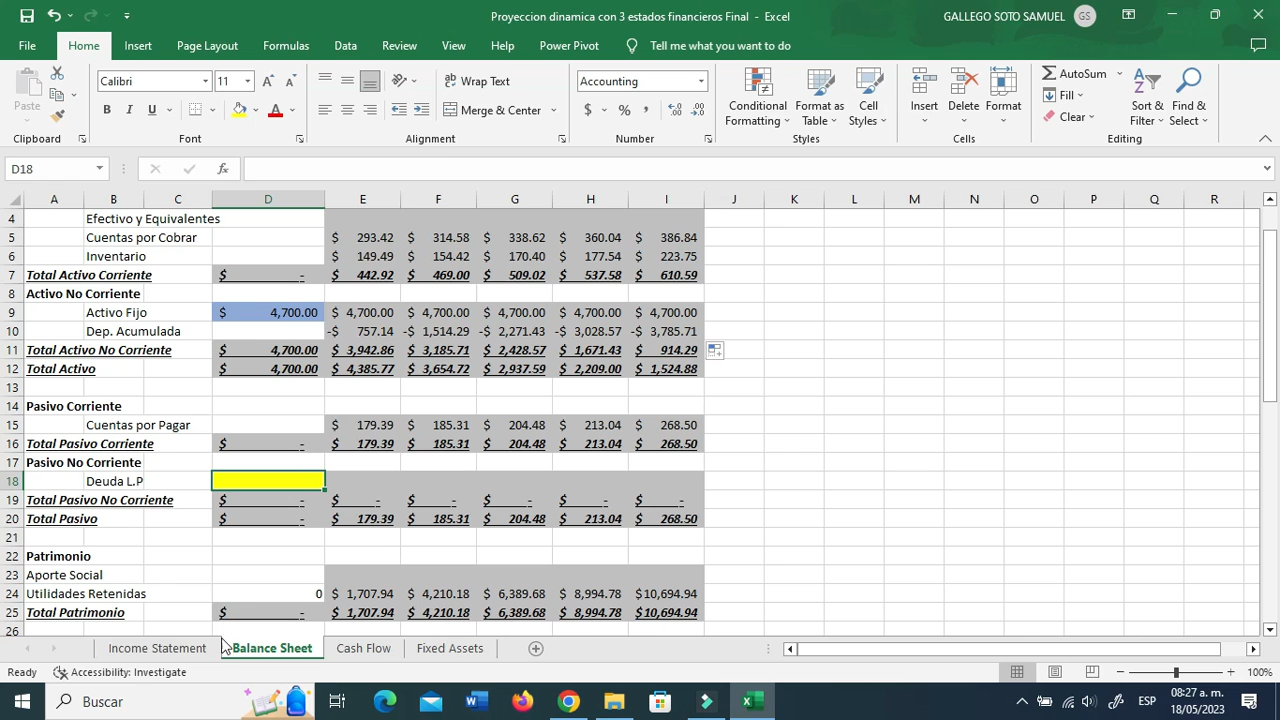 Proyeccion dinamica con 3 estados financieros Final - Excel
GALLEGO SOTO SAMUEL GS
File Home Insert Page Layout Formulas Data Review View Help Power Pivot Tell me what you want to do
Paste Calibri 11 Wrap Text Accounting AutoSum
B I U Merge & Center $ % Conditional Formatting Format as Table Cell Styles Insert Delete Format Fill Clear Sort & Filter Find & Select
Clipboard Font Alignment Number Styles Cells Editing
D18 fx
A B C D E F G H I J K L M N O P Q R
4 Efectivo y Equivalentes
5 Cuentas por Cobrar $ 293.42 $ 314.58 $ 338.62 $ 360.04 $ 386.84
6 Inventario $ 149.49 $ 154.42 $ 170.40 $ 177.54 $ 223.75
7 Total Activo Corriente $ - $ 442.92 $ 469.00 $ 509.02 $ 537.58 $ 610.59
8 Activo No Corriente
9 Activo Fijo $ 4,700.00 $ 4,700.00 $ 4,700.00 $ 4,700.00 $ 4,700.00 $ 4,700.00
10 Dep. Acumulada -$ 757.14 -$ 1,514.29 -$ 2,271.43 -$ 3,028.57 -$ 3,785.71
11 Total Activo No Corriente $ 4,700.00 $ 3,942.86 $ 3,185.71 $ 2,428.57 $ 1,671.43 $ 914.29
12 Total Activo $ 4,700.00 $ 4,385.77 $ 3,654.72 $ 2,937.59 $ 2,209.00 $ 1,524.88
13
14 Pasivo Corriente
15 Cuentas por Pagar $ 179.39 $ 185.31 $ 204.48 $ 213.04 $ 268.50
16 Total Pasivo Corriente $ - $ 179.39 $ 185.31 $ 204.48 $ 213.04 $ 268.50
17 Pasivo No Corriente
18 Deuda L.P
19 Total Pasivo No Corriente $ - $ - $ - $ - $ - $ -
20 Total Pasivo $ - $ 179.39 $ 185.31 $ 204.48 $ 213.04 $ 268.50
21
22 Patrimonio
23 Aporte Social
24 Utilidades Retenidas 0 $ 1,707.94 $ 4,210.18 $ 6,389.68 $ 8,994.78 $10,694.94
25 Total Patrimonio $ - $ 1,707.94 $ 4,210.18 $ 6,389.68 $ 8,994.78 $10,694.94
26
Income Statement Balance Sheet Cash Flow Fixed Assets
Ready Accessibility: Investigate 100%
Buscar ESP 08:27 a. m.
18/05/2023